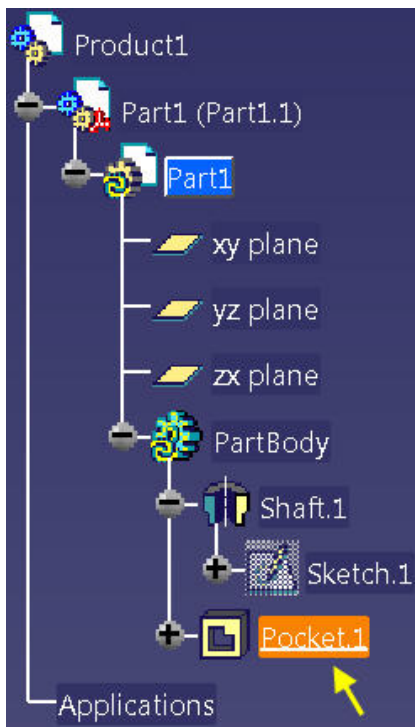 Product1
Part1 (Part1.1)
Part1
xy plane
yz plane
zx plane
PartBody
Shaft.1
Sketch.1
Pocket.1
Applications